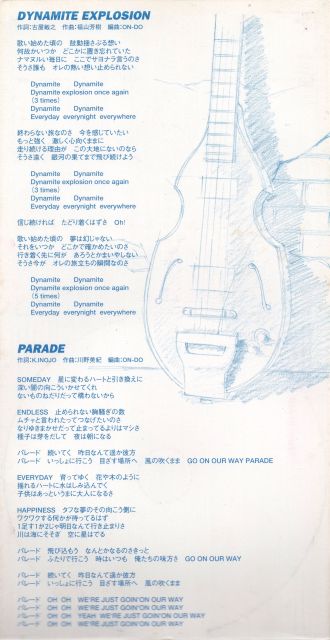 DYNAMITE EXPLOSION
作詞:古屋敏之 作曲:福山芳樹 編曲:ON-DO
歌い始めた頃の 鼓動揺さぶる想い
何故かいつか どこかに置き忘れていた
ナマヌルい毎日に ここでサヨナラ言うのさ
そうさ誰も オレの熱い想い止められない
Dynamite Dynamite
Dynamite explosion once again
(3 times)
Dynamite Dynamite
Everyday everynight everywhere
終わらない旅なのさ 今を感じていたい
もっと強く 激しく心向くままに
走り続ける理由が この大地にないのなら
そうさ遠く 銀河の果てまで飛び続けよう
Dynamite Dynamite
Dynamite explosion once again
(3 times)
Dynamite Dynamite
Everyday everynight everywhere
信じ続ければ たどり着くはずさ Oh!
歌い始めた頃の 夢は幻じゃない
それをいつか どこかで確かめたいのさ
行き着く先に何が あろうとかまいやしない
そうさ今が オレの旅立ちの瞬間なのさ
Dynamite Dynamite
Dynamite explosion once again
(5 times)
Dynamite Dynamite
Everyday everynight everywhere
PARADE
作詞:K.INOJO 作曲:川野美紀 編曲:ON-DO
SOMEDAY 星に変わるハートと引き換えに
深い闇の向こういかせてくれ
ないものねだりだって構わないから
ENDLESS 止められない胸騒ぎの数
ムチャと言われたってつなげたいのさ
なりゆきまかせだって止まってるよりはマシさ
種子は芽をだして 夜は朝になる
パレード 続いてく 昨日なんて遥か彼方
パレード いっしょに行こう 目ざす場所へ 風の吹くまま GO ON OUR WAY PARADE
EVERYDAY 育ってゆく 花や木のように
揺れるハートに水はしみ込んでく
子供はあっというまに大人になるさ
HAPPINESS タフな夢のその向こう側に
ワクワクする何かが待ってるはず
1足す1が2じゃ明日なんて行き止まりさ
川は海にそそぎ 空に星はでる
パレード 飛び込もう なんとかなるのさきっと
パレード ふたりで行こう 時はいつも 俺たちの味方さ GO ON OUR WAY
パレード 続いてく 昨日なんて遥か彼方
パレード いっしょに行こう 目ざす場所へ 風の吹くまま
パレード OH OH WE'RE JUST GOIN'ON OUR WAY
パレード OH OH WE'RE JUST GOIN'ON OUR WAY
パレード OH OH YEAH WE'RE JUST GOIN'ON OUR WAY
パレード OH OH WE'RE JUST GOIN'ON OUR WAY